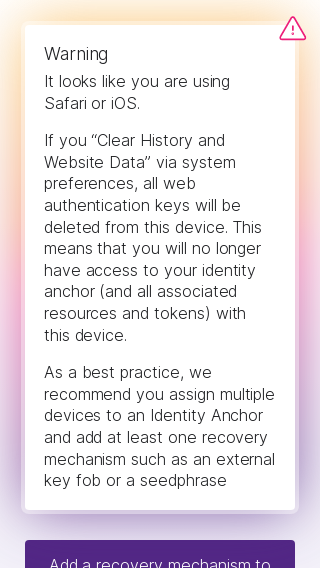 Warning
It looks like you are using
Safari or iOS.
If you “Clear History and
Website Data” via system
preferences, all web
authentication keys will be
deleted from this device. This
means that you will no longer
have access to your identity
anchor (and all associated
resources and tokens) with
this device.
As a best practice, we
recommend you assign multiple
devices to an Identity Anchor
and add at least one recovery
mechanism such as an external
key fob or a seedphrase
Add a recovery mechanism to